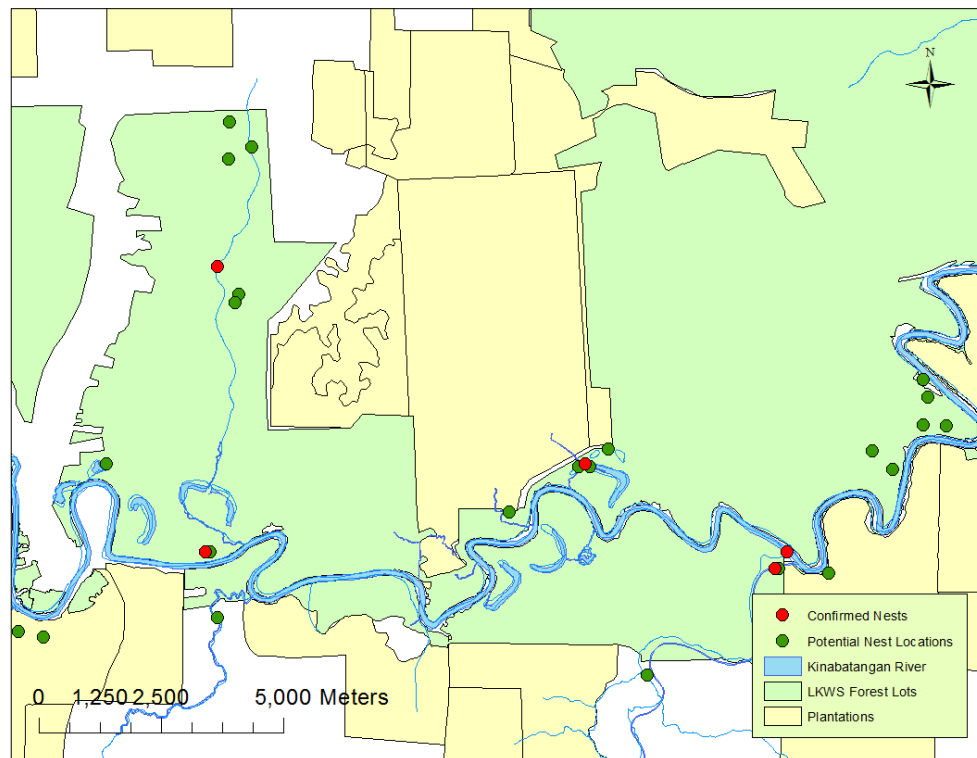 N
Confirmed Nests
Potential Nest Locations
Kinabatangan River
LKWS Forest Lots
Plantations
0 1,250 2,500 5,000 Meters